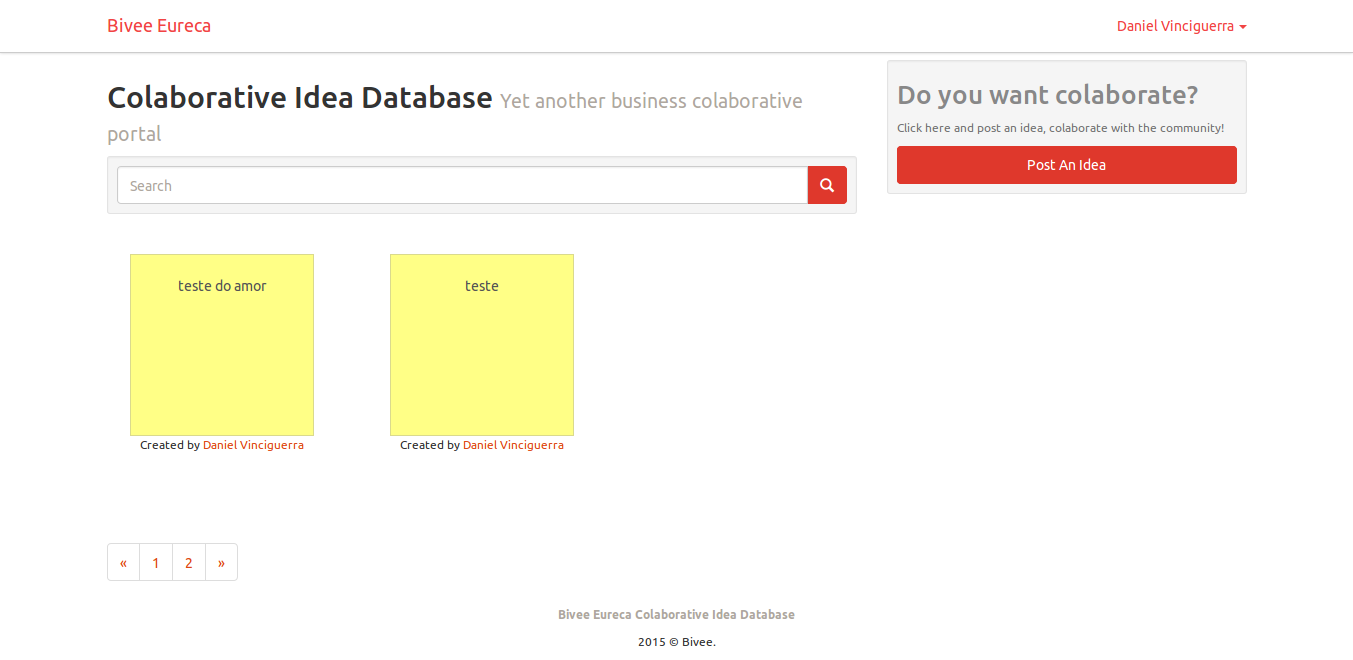 Bivee Eureca
Daniel Vinciguerra
Colaborative Idea Database Yet another business colaborative
portal
Search
Do you want colaborate?
Click here and post an idea, colaborate with the community!
Post An Idea
teste do amor
Created by Daniel Vinciguerra
teste
Created by Daniel Vinciguerra
« 1 2 »
Bivee Eureca Colaborative Idea Database
2015 © Bivee.